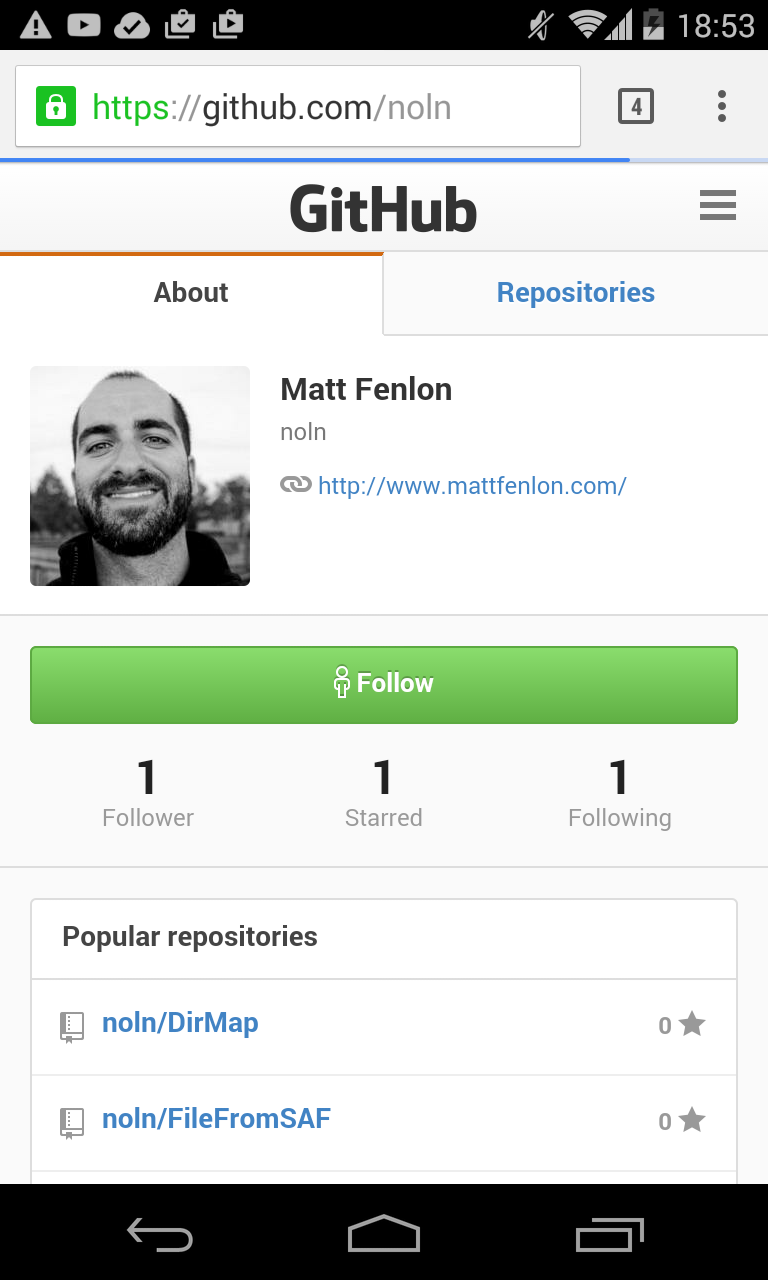 18:53
https://github.com/noln
4
GitHub
About
Repositories
Matt Fenlon
noln
http://www.mattfenlon.com/
Follow
1 1 1
Follower Starred Following
Popular repositories
noln/DirMap 0
noln/FileFromSAF 0